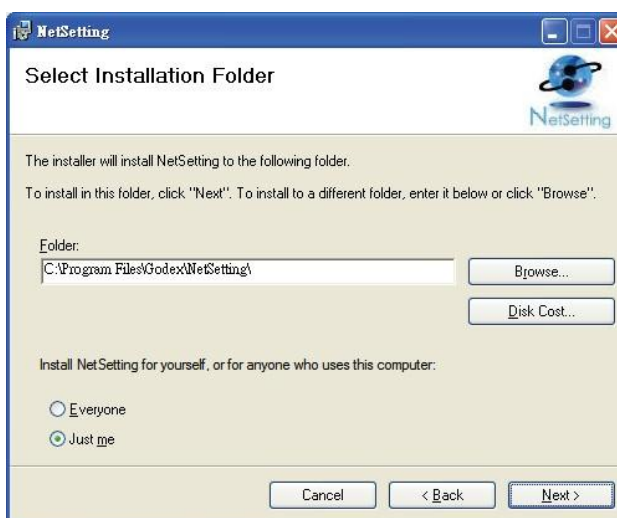 NetSetting
Select Installation Folder
NetSetting
The installer will install NetSetting to the following folder.
To install in this folder, click "Next". To install to a different folder, enter it below or click "Browse".
Folder:
C:\Program Files\Godex\NetSetting\
Browse...
Disk Cost...
Install NetSetting for yourself, or for anyone who uses this computer:
Everyone
Just me
Cancel
< Back
Next >